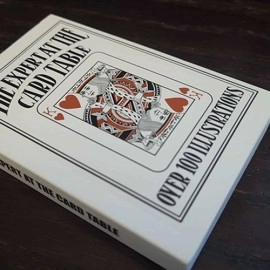 THE EXPERT AT THE
CARD TABLE
K
K
OVER 100 ILLUSTRATIONS
EXPERT AT THE CARD TABLE